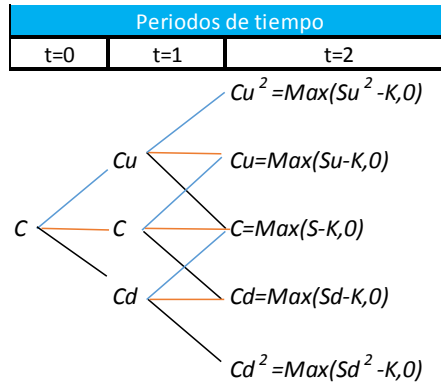 Periodos de tiempo
t=0 t=1 t=2
Cu²=Max(Su²-K,0)
Cu Cu=Max(Su-K,0)
C C C=Max(S-K,0)
Cd Cd=Max(Sd-K,0)
Cd²=Max(Sd²-K,0)